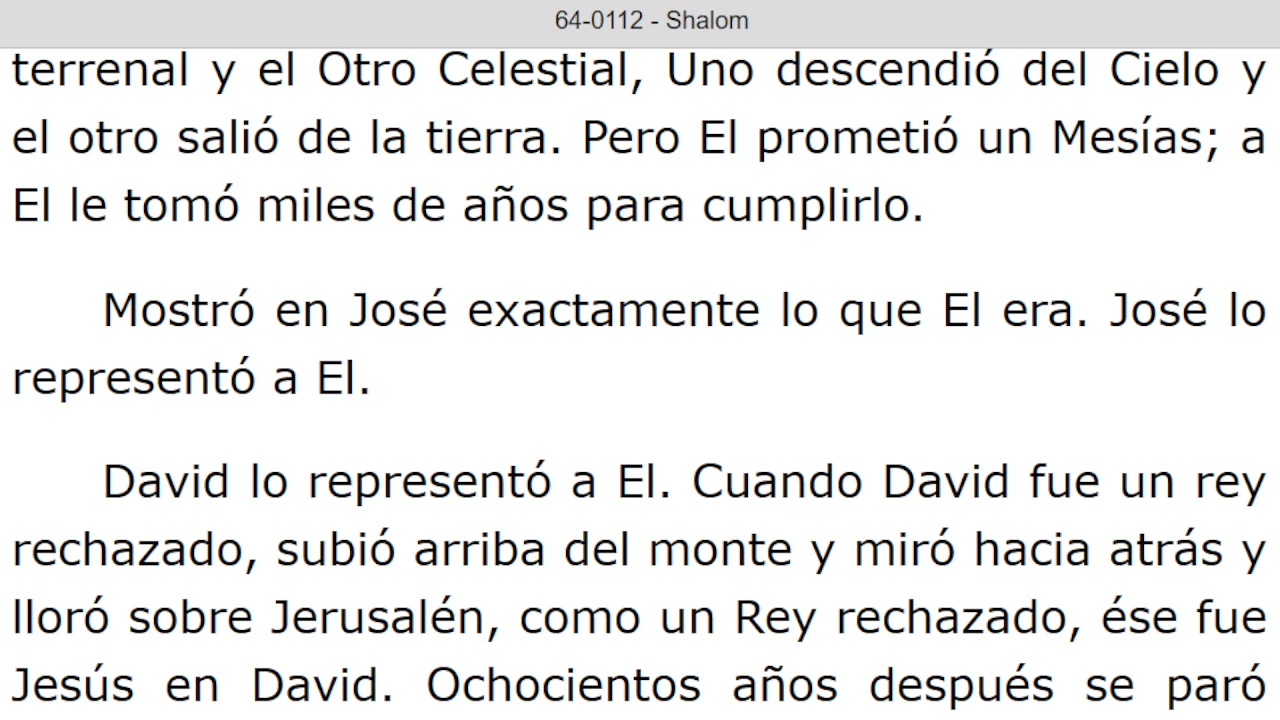 64-0112 - Shalom
terrenal y el Otro Celestial, Uno descendió del Cielo y
el otro salió de la tierra. Pero El prometió un Mesías; a
El le tomó miles de años para cumplirlo.
Mostró en José exactamente lo que El era. José lo
representó a El.
David lo representó a El. Cuando David fue un rey
rechazado, subió arriba del monte y miró hacia atrás y
lloró sobre Jerusalén, como un Rey rechazado, ése fue
Jesús en David. Ochocientos años después se paró